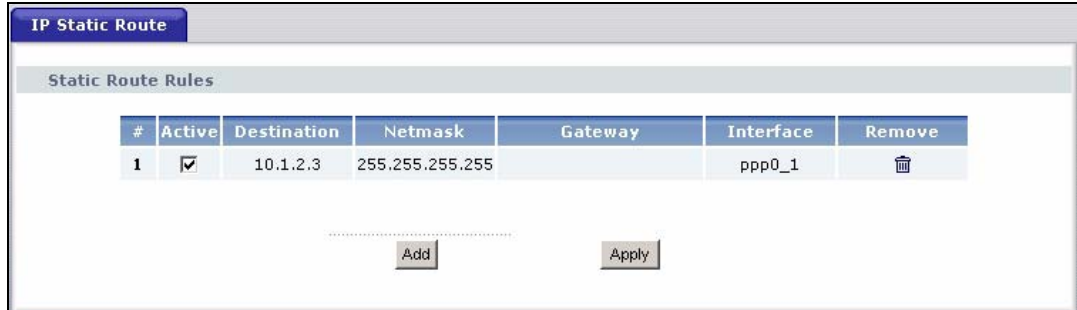 IP Static Route
Static Route Rules
# Active Destination Netmask Gateway Interface Remove
1 10.1.2.3 255.255.255.255 ppp0_1
Add Apply